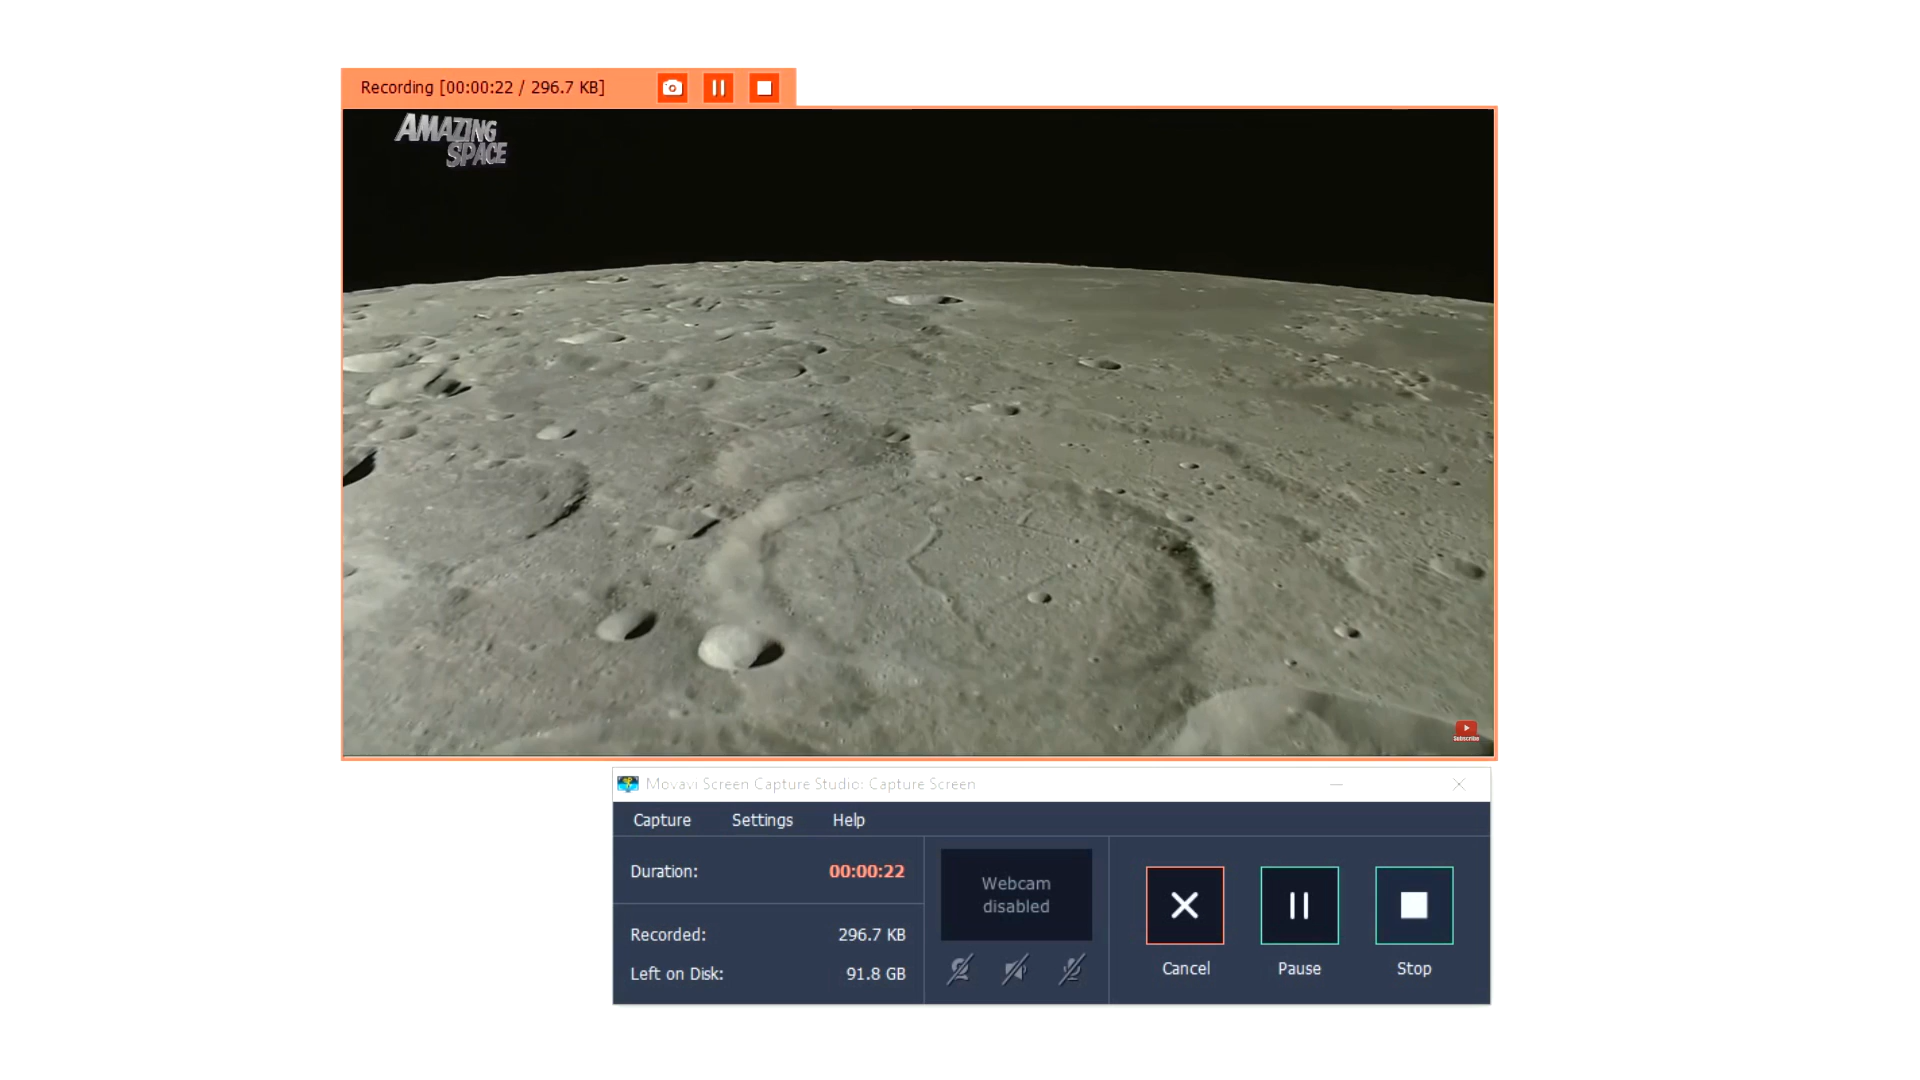 Recording [00:00:22 / 296.7 KB]
AMAZING
SPACE
Subscribe
Movavi Screen Capture Studio: Capture Screen
Capture Settings Help
Duration: 00:00:22
Recorded: 296.7 KB
Left on Disk: 91.8 GB
Webcam
disabled
Cancel Pause Stop